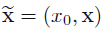 x̃ = (x₀, x)